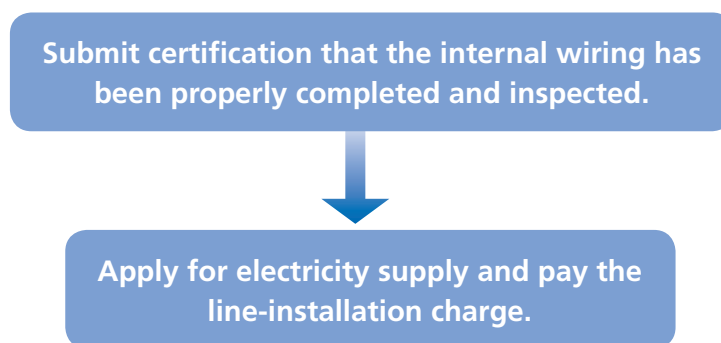 Submit certification that the internal wiring has
been properly completed and inspected.
Apply for electricity supply and pay the
line-installation charge.